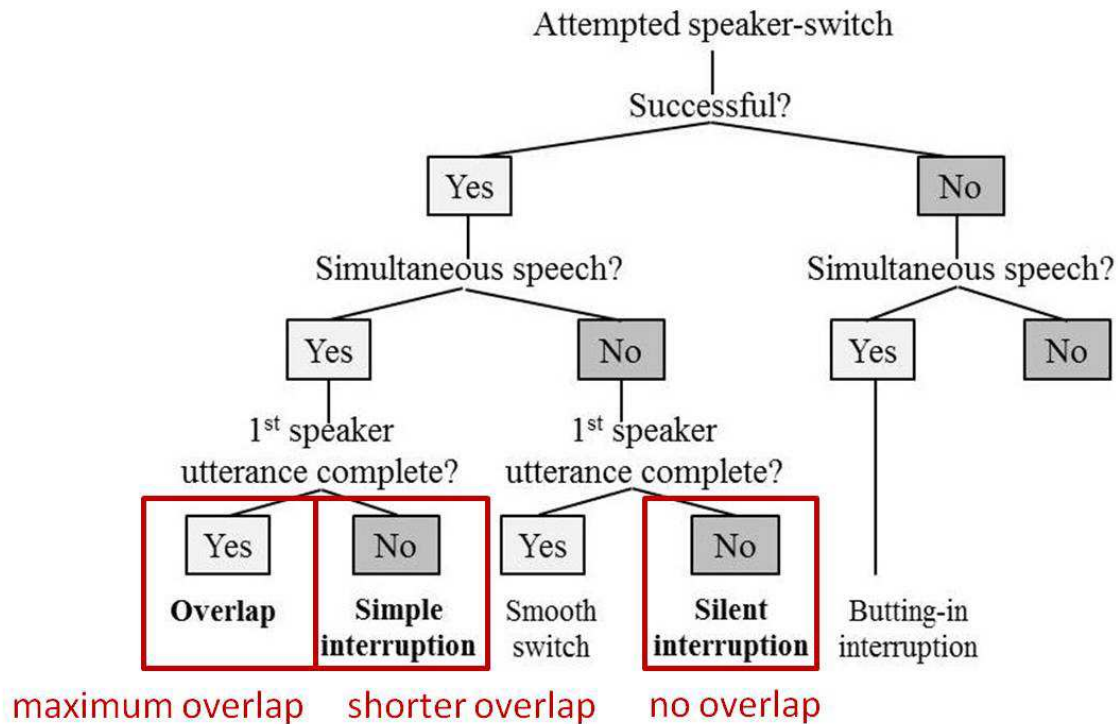 Attempted speaker-switch
Successful?
Yes No
Simultaneous speech? Simultaneous speech?
Yes No Yes No
1st speaker 1st speaker
utterance complete? utterance complete?
Yes No Yes No
Overlap Simple Smooth Silent Butting-in
interruption switch interruption interruption
maximum overlap shorter overlap no overlap